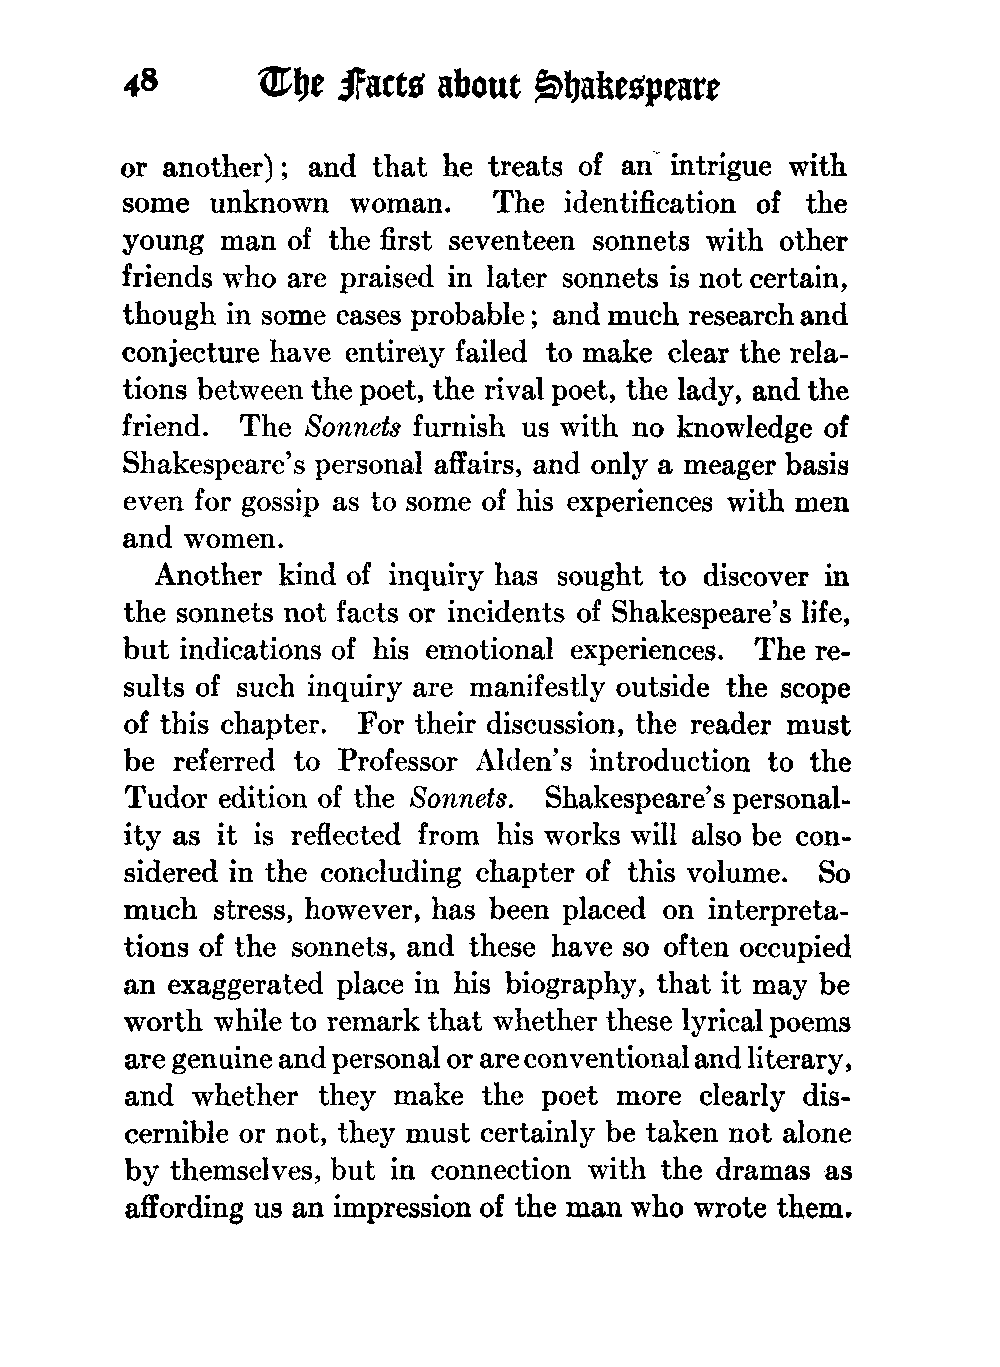 48 The Facts about Shakespeare
or another); and that he treats of an intrigue with
some unknown woman. The identification of the
young man of the first seventeen sonnets with other
friends who are praised in later sonnets is not certain,
though in some cases probable; and much research and
conjecture have entirely failed to make clear the rela-
tions between the poet, the rival poet, the lady, and the
friend. The Sonnets furnish us with no knowledge of
Shakespeare's personal affairs, and only a meager basis
even for gossip as to some of his experiences with men
and women.
Another kind of inquiry has sought to discover in
the sonnets not facts or incidents of Shakespeare's life,
but indications of his emotional experiences. The re-
sults of such inquiry are manifestly outside the scope
of this chapter. For their discussion, the reader must
be referred to Professor Alden's introduction to the
Tudor edition of the Sonnets. Shakespeare's personal-
ity as it is reflected from his works will also be con-
sidered in the concluding chapter of this volume. So
much stress, however, has been placed on interpreta-
tions of the sonnets, and these have so often occupied
an exaggerated place in his biography, that it may be
worth while to remark that whether these lyrical poems
are genuine and personal or are conventional and literary,
and whether they make the poet more clearly dis-
cernible or not, they must certainly be taken not alone
by themselves, but in connection with the dramas as
affording us an impression of the man who wrote them.